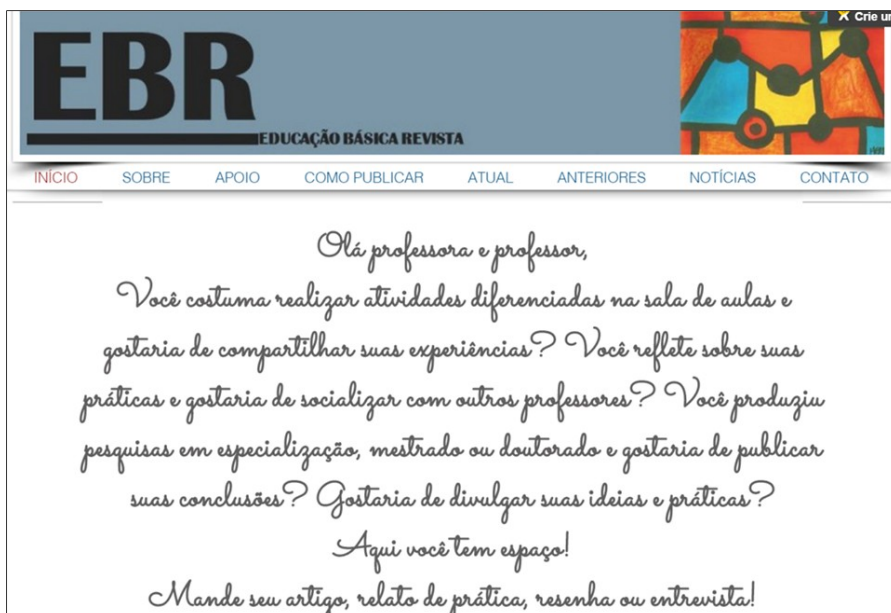 Crie
EBR
EDUCAÇÃO BÁSICA REVISTA
INÍCIO SOBRE APOIO COMO PUBLICAR ATUAL ANTERIORES NOTÍCIAS CONTATO
Olá professora e professor,
Você costuma realizar atividades diferenciadas na sala de aulas e
gostaria de compartilhar suas experiências? Você reflete sobre suas
práticas e gostaria de socializar com outros professores? Você produziu
pesquisas em especialização, mestrado ou doutorado e gostaria de publicar
suas conclusões? Gostaria de divulgar suas ideias e práticas?
Aqui você tem espaço!
Mande seu artigo, relato de prática, resenha ou entrevista!